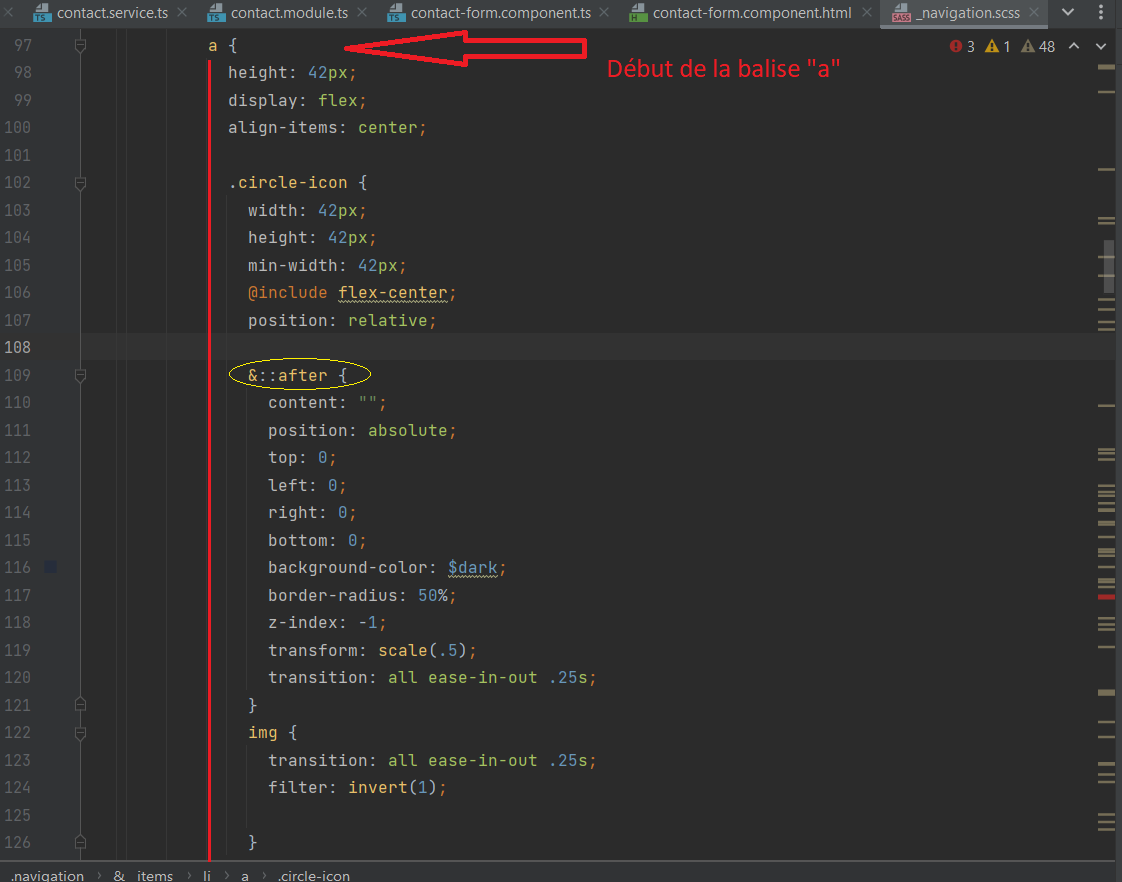 contact.service.ts contact.module.ts contact-form.component.ts contact-form.component.html _navigation.scss
97 a { 3 1 48
Début de la balise "a"
98 height: 42px;
99 display: flex;
100 align-items: center;
101
102 .circle-icon {
103 width: 42px;
104 height: 42px;
105 min-width: 42px;
106 @include flex-center;
107 position: relative;
108
109 &::after {
110 content: "";
111 position: absolute;
112 top: 0;
113 left: 0;
114 right: 0;
115 bottom: 0;
116 background-color: $dark;
117 border-radius: 50%;
118 z-index: -1;
119 transform: scale(.5);
120 transition: all ease-in-out .25s;
121 }
122 img {
123 transition: all ease-in-out .25s;
124 filter: invert(1);
125
126 }
.navigation › &__items › li › a › .circle-icon